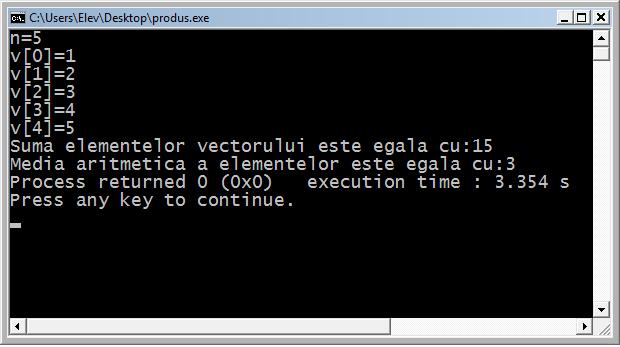 C:\Users\Elev\Desktop\produs.exe
n=5
v[0]=1
v[1]=2
v[2]=3
v[3]=4
v[4]=5
Suma elementelor vectorului este egala cu:15
Media aritmetica a elementelor este egala cu:3
Process returned 0 (0x0)   execution time : 3.354 s
Press any key to continue.